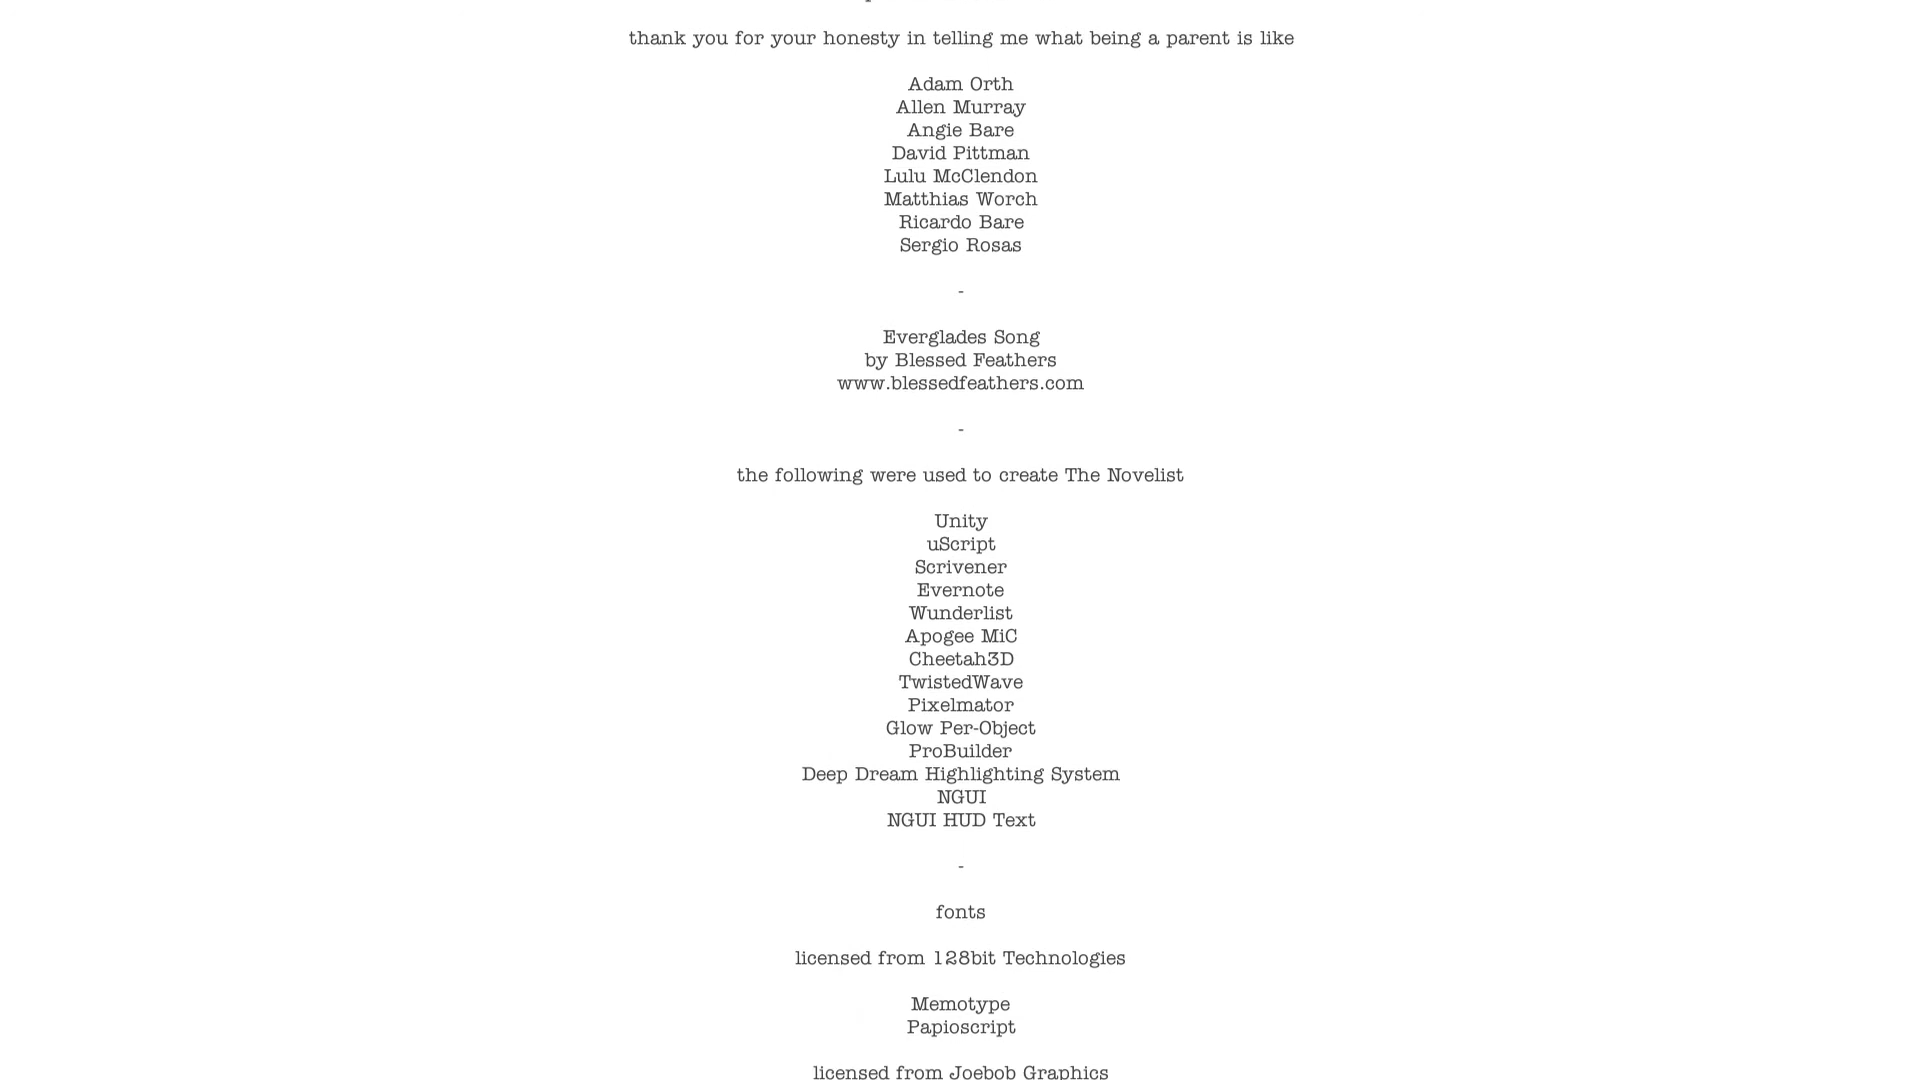 thank you for your honesty in telling me what being a parent is like
Adam Orth
Allen Murray
Angie Bare
David Pittman
Lulu McClendon
Matthias Worch
Ricardo Bare
Sergio Rosas
-
Everglades Song
by Blessed Feathers
www.blessedfeathers.com
-
the following were used to create The Novelist
Unity
uScript
Scrivener
Evernote
Wunderlist
Apogee MiC
Cheetah3D
TwistedWave
Pixelmator
Glow Per-Object
ProBuilder
Deep Dream Highlighting System
NGUI
NGUI HUD Text
-
fonts
licensed from 128bit Technologies
Memotype
Papioscript
licensed from Joebob Graphics